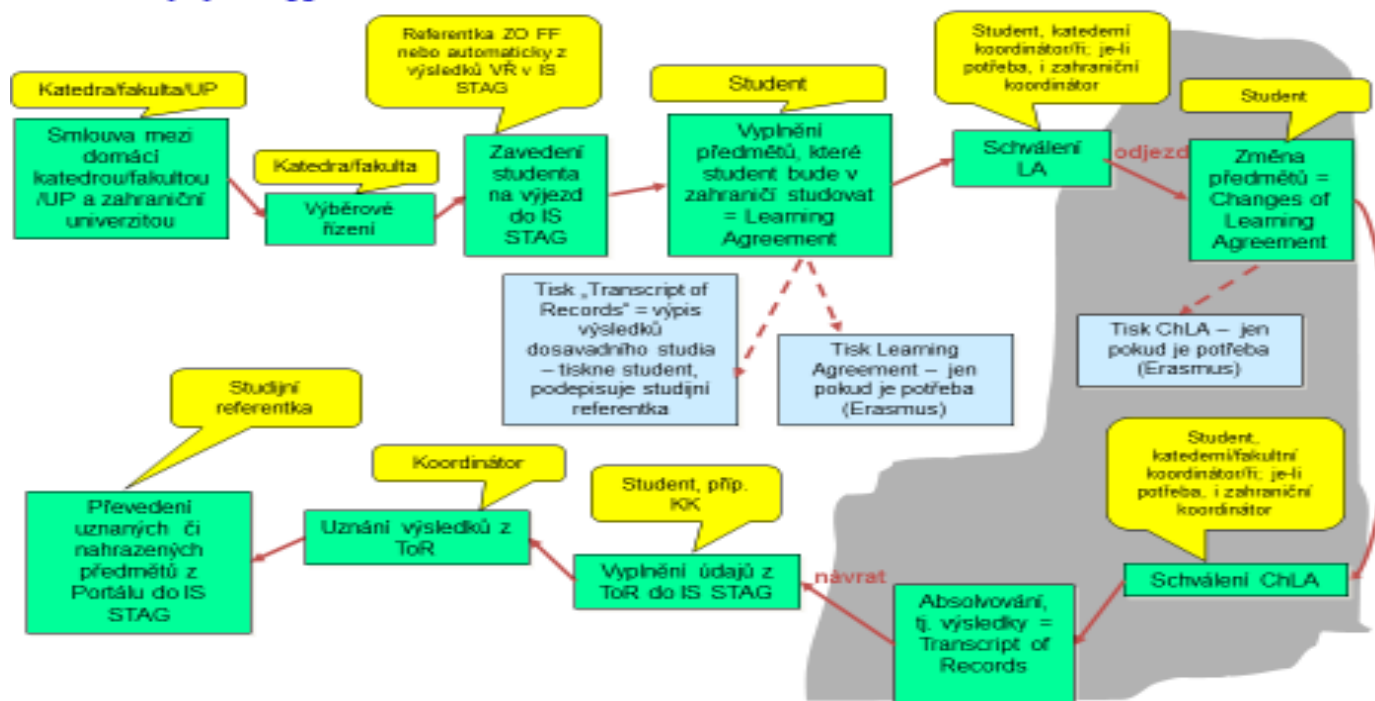 Katedra/fakulta/UP
Smlouva mezi
domácí
katedrou/fakultou
/UP a zahraniční
univerzitou
Katedra/fakulta
Výběrové
řízení
Referentka ZO FF
nebo automaticky z
výsledků VŘ v IS
STAG
Zavedení
studenta
na výjezd
do IS
STAG
Student
Vyplnění
předmětů, které
student bude v
zahraničí studovat
= Learning
Agreement
Student, katederní
koordinátor/ři; je-li
potřeba, i zahraniční
koordinátor
Schválení
LA
odjezd
Student
Změna
předmětů =
Changes of
Learning
Agreement
Tisk „Transcript of
Records“ = výpis
výsledků
dosavadního studia
– tiskne student,
podepisuje studijní
referentka
Tisk Learning
Agreement – jen
pokud je potřeba
(Erasmus)
Tisk ChLA – jen
pokud je potřeba
(Erasmus)
Student,
katederní/fakultní
koordinátor/ři; je-li
potřeba, i zahraniční
koordinátor
Schválení ChLA
Absolvování,
tj. výsledky =
Transcript of
Records
návrat
Student, příp.
KK
Vyplnění údajů z
ToR do IS STAG
Koordinátor
Uznání výsledků z
ToR
Studijní
referentka
Převedení
uznaných či
nahrazených
předmětů z
Portálu do IS
STAG